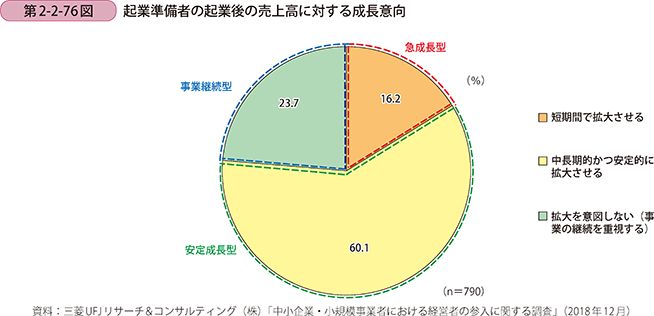 第2-2-76図 起業準備者の起業後の売上高に対する成長意向
急成長型
(%)
事業継続型
23.7
16.2
短期間で拡大させる
中長期的かつ安定的に
拡大させる
拡大を意図しない(事
業の継続を重視する)
安定成長型
60.1
(n=790)
資料:三菱UFJリサーチ&コンサルティング(株)「中小企業・小規模事業者における経営者の参入に関する調査」(2018年12月)